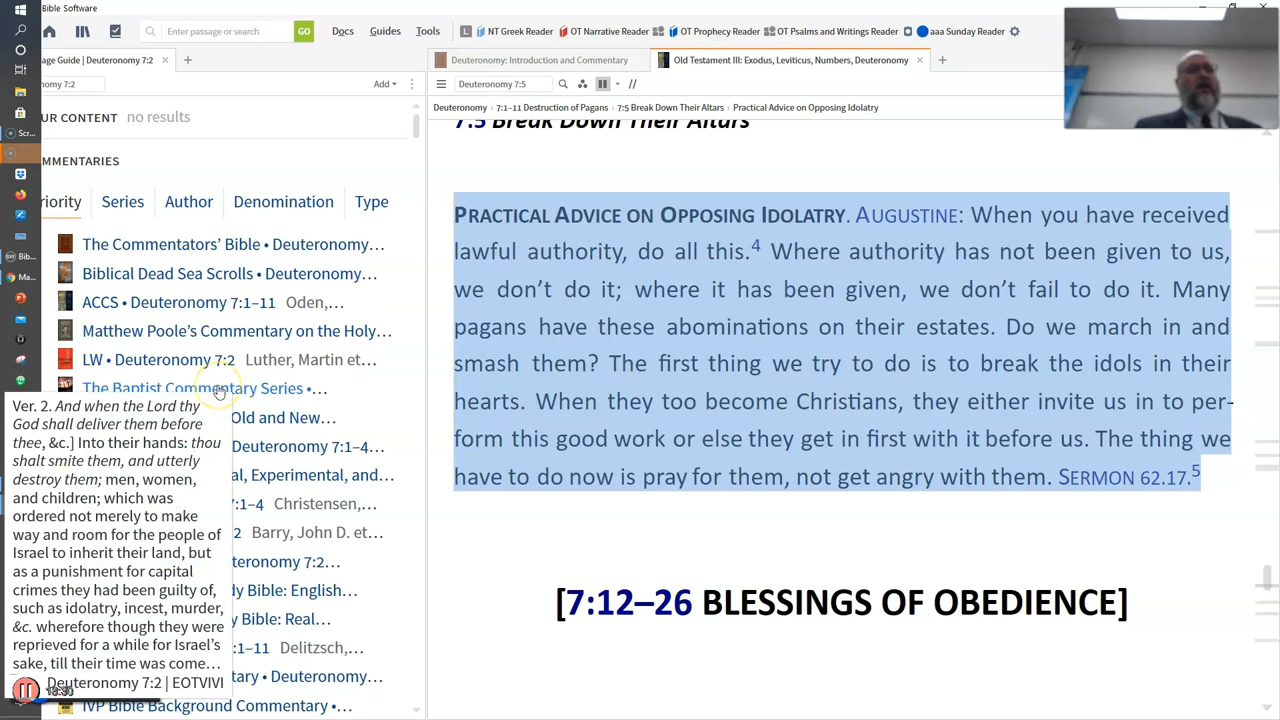 Bible Software
Enter passage or search
GO
Docs
Guides
Tools
L
NT Greek Reader
OT Narrative Reader
OT Prophecy Reader
OT Psalms and Writings Reader
aaa Sunday Reader
age Guide | Deuteronomy 7:2
Deuteronomy: Introduction and Commentary
Old Testament III: Exodus, Leviticus, Numbers, Deuteronomy
nomy 7:2
Add
Deuteronomy 7:5
Deuteronomy › 7:1–11 Destruction of Pagans › 7:5 Break Down Their Altars › Practical Advice on Opposing Idolatry
UR CONTENT no results
MMENTARIES
iority Series Author Denomination Type
The Commentators' Bible • Deuteronomy…
Biblical Dead Sea Scrolls • Deuteronomy…
ACCS • Deuteronomy 7:1–11 Oden,…
Matthew Poole's Commentary on the Holy…
LW • Deuteronomy 7:2 Luther, Martin et…
The Baptist Commentary Series •…
Old and New…
Deuteronomy 7:1–4…
al, Experimental, and…
7:1–4 Christensen,…
2 Barry, John D. et…
teronomy 7:2…
dy Bible: English…
y Bible: Real…
:1–11 Delitzsch,…
tary • Deuteronomy…
IVP Bible Background Commentary •…
Scr...
Bib...
Ma...
Ver. 2. And when the Lord thy
God shall deliver them before
thee, &c.] Into their hands: thou
shalt smite them, and utterly
destroy them; men, women,
and children; which was
ordered not merely to make
way and room for the people of
Israel to inherit their land, but
as a punishment for capital
crimes they had been guilty of,
such as idolatry, incest, murder,
&c. wherefore though they were
reprieved for a while for Israel's
sake, till their time was come…
Deuteronomy 7:2 | EOTVIVI
7:5 Break Down Their Altars
PRACTICAL ADVICE ON OPPOSING IDOLATRY. AUGUSTINE: When you have received
lawful authority, do all this.4 Where authority has not been given to us,
we don't do it; where it has been given, we don't fail to do it. Many
pagans have these abominations on their estates. Do we march in and
smash them? The first thing we try to do is to break the idols in their
hearts. When they too become Christians, they either invite us in to per-
form this good work or else they get in first with it before us. The thing we
have to do now is pray for them, not get angry with them. SERMON 62.17.5
[7:12–26 BLESSINGS OF OBEDIENCE]